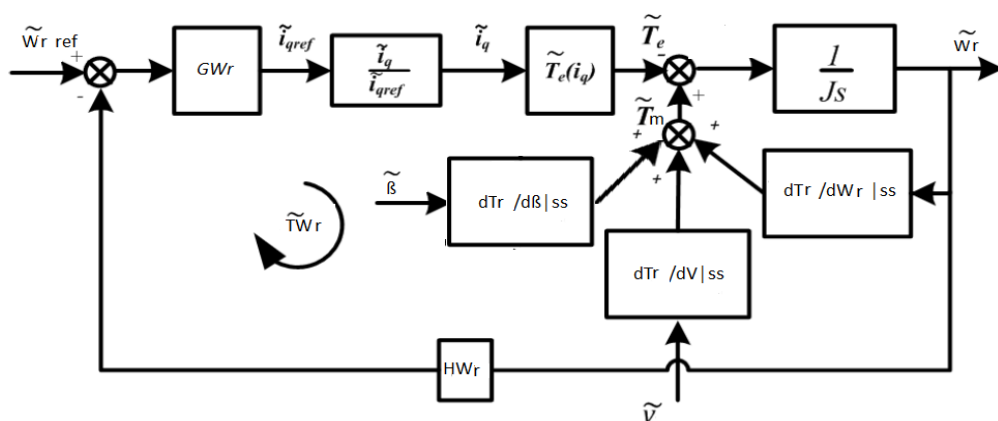 W̃r ref
+
-
GWr
ĩqref
ĩq / ĩqref
ĩq
T̃e(iq)
T̃e
-
+
T̃m
+
+
+
1 / Js
W̃r
β̃
dTr /dß|ss
dTr /dWr |ss
T̃Wr
dTr /dV|ss
HWr
ṽ